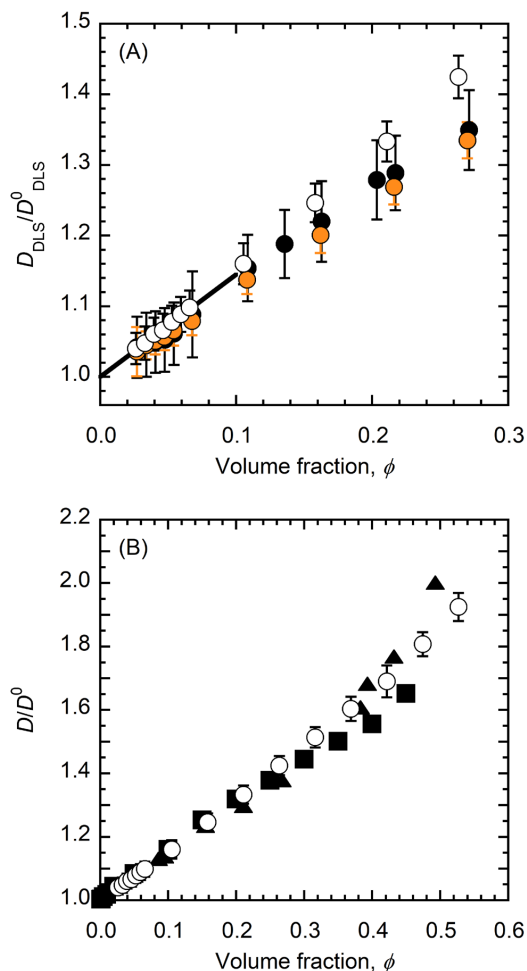 (A)
D_DLS/D^0_DLS
1.5
1.4
1.3
1.2
1.1
1.0
0.0 0.1 0.2 0.3
Volume fraction, ϕ
(B)
D/D^0
2.2
2.0
1.8
1.6
1.4
1.2
1.0
0.0 0.1 0.2 0.3 0.4 0.5 0.6
Volume fraction, ϕ